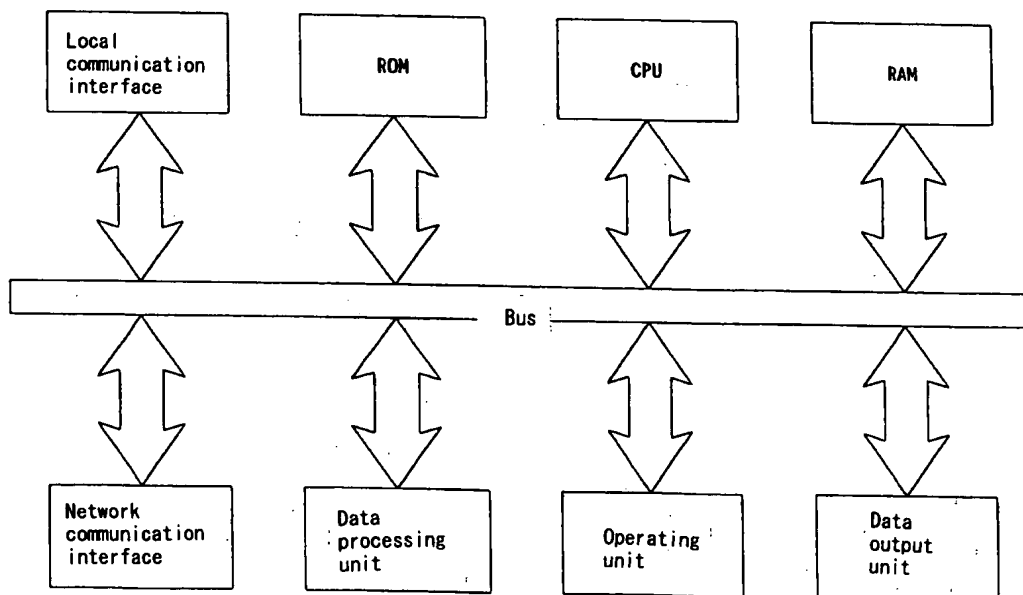 Local
communication
interface
ROM
CPU
RAM
Bus
Network
communication
interface
Data
processing
unit
Operating
unit
Data
output
unit